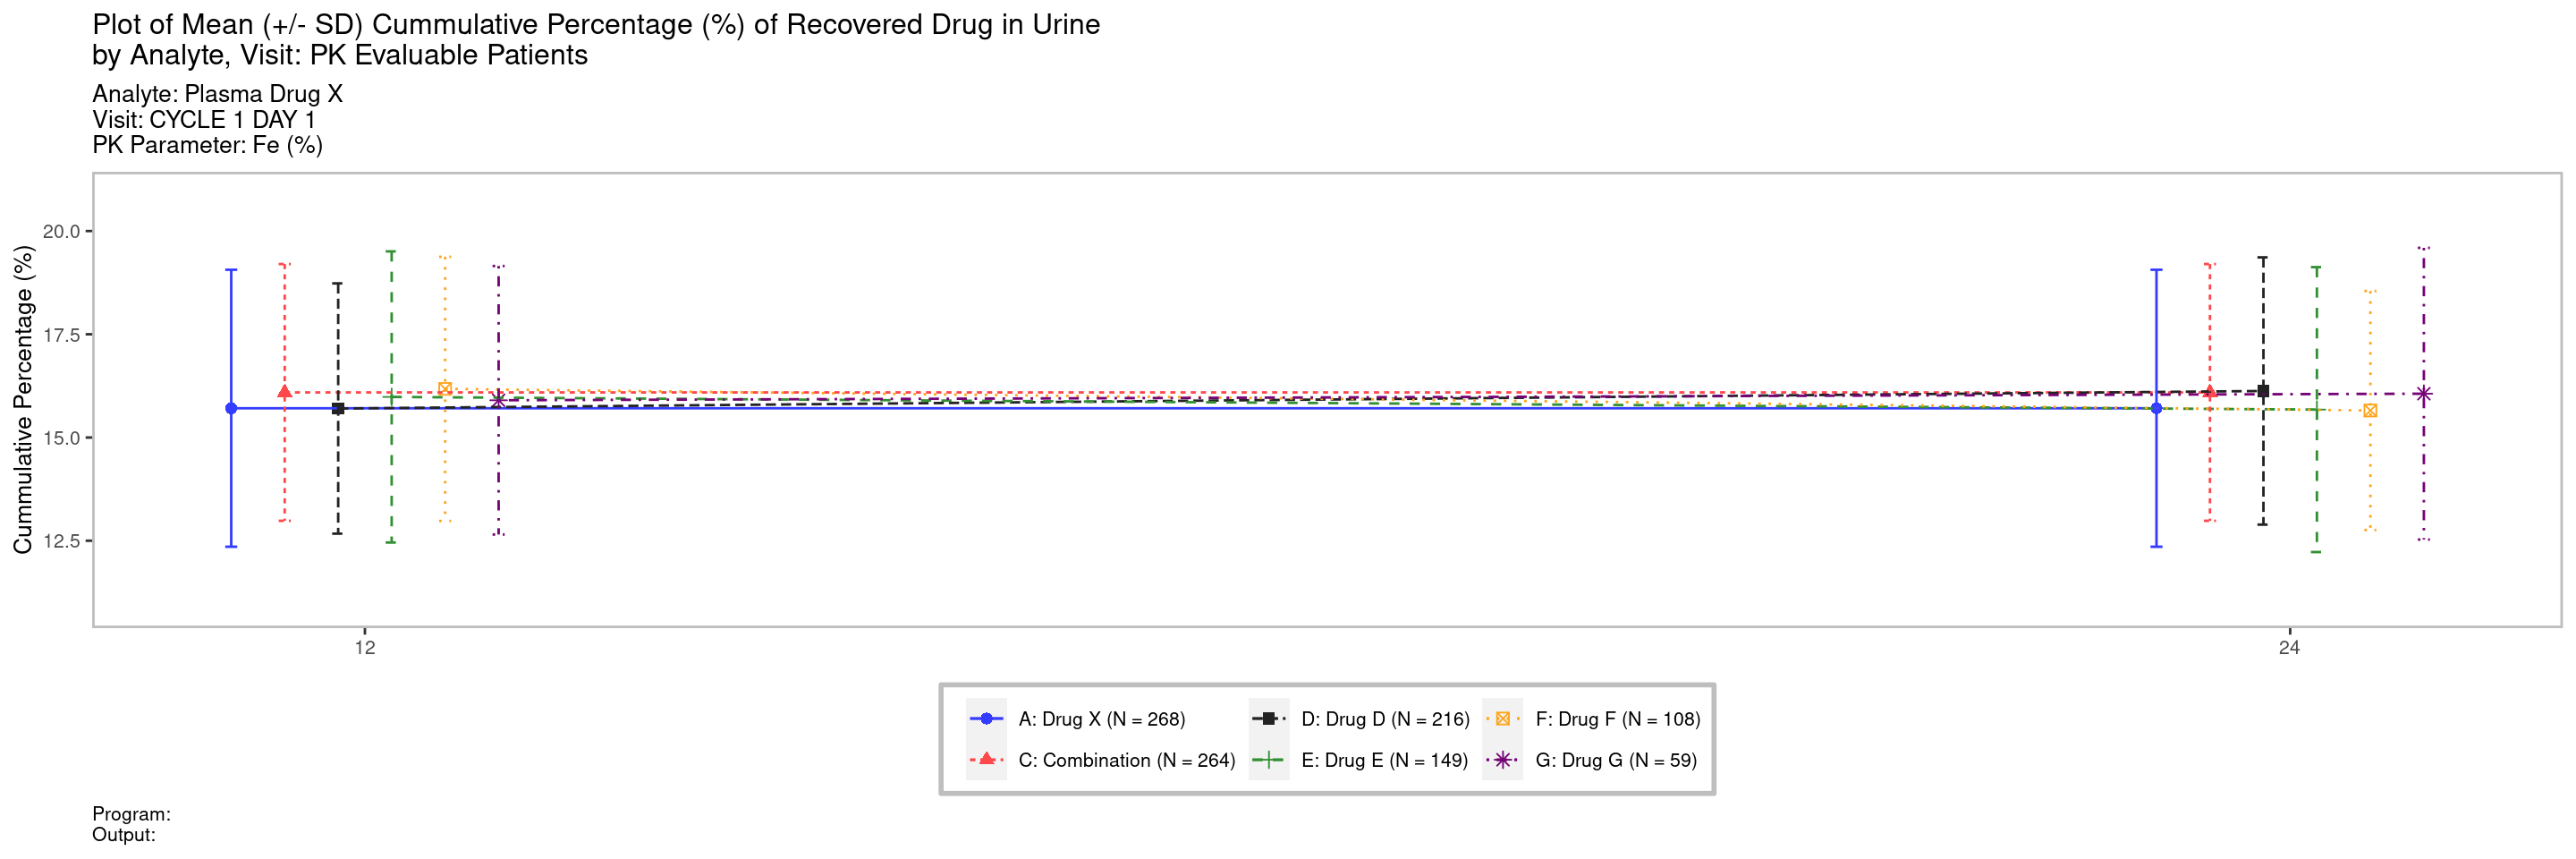 Plot of Mean (+/- SD) Cummulative Percentage (%) of Recovered Drug in Urine
by Analyte, Visit: PK Evaluable Patients
Analyte: Plasma Drug X
Visit: CYCLE 1 DAY 1
PK Parameter: Fe (%)
Cummulative Percentage (%)
20.0
17.5
15.0
12.5
12
24
A: Drug X (N = 268)
D: Drug D (N = 216)
F: Drug F (N = 108)
C: Combination (N = 264)
E: Drug E (N = 149)
G: Drug G (N = 59)
Program:
Output: